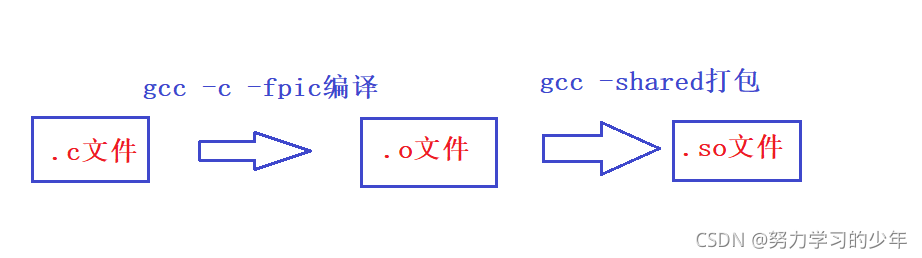 gcc -c -fpic编译
gcc -shared打包
.c文件
.o文件
.so文件
CSDN @努力学习的少年